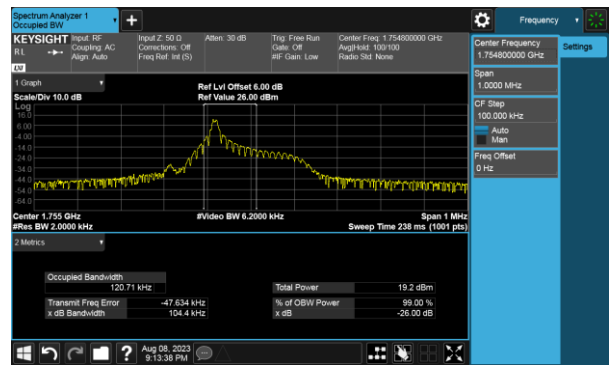 Spectrum Analyzer 1
Occupied BW
Frequency
KEYSIGHT
Input: RF
Coupling: AC
Align: Auto
Input Z: 50 Ω
Corrections: Off
Freq Ref: Int (S)
Atten: 30 dB
Trig: Free Run
Gate: Off
#IF Gain: Low
Center Freq: 1.754800000 GHz
Avg|Hold: 100/100
Radio Std: None
RL
LXI
Center Frequency
1.754800000 GHz
Settings
Span
1.0000 MHz
CF Step
100.000 kHz
Auto
Man
Freq Offset
0 Hz
1 Graph
Scale/Div 10.0 dB
Ref Lvl Offset 6.00 dB
Ref Value 26.00 dBm
Log
16.0
6.00
-4.00
-14.0
-24.0
-34.0
-44.0
-54.0
-64.0
Center 1.755 GHz
#Video BW 6.2000 kHz
Span 1 MHz
#Res BW 2.0000 kHz
Sweep Time 238 ms (1001 pts)
2 Metrics
Occupied Bandwidth
120.71 kHz
Total Power 19.2 dBm
Transmit Freq Error -47.634 kHz
% of OBW Power 99.00 %
x dB Bandwidth 104.4 kHz
x dB -26.00 dB
?
Aug 08, 2023
9:13:38 PM